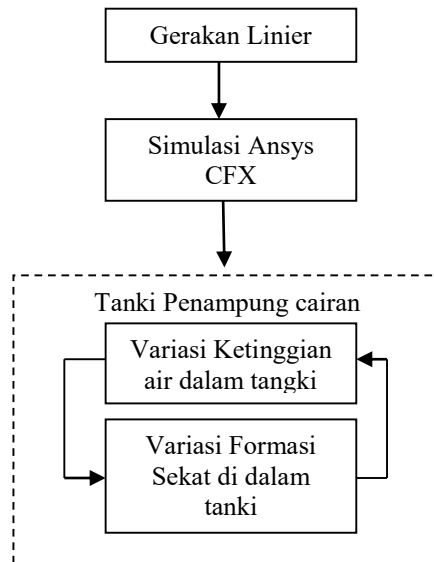 Gerakan Linier
Simulasi Ansys
CFX
Tanki Penampung cairan
Variasi Ketinggian
air dalam tangki
Variasi Formasi
Sekat di dalam
tanki